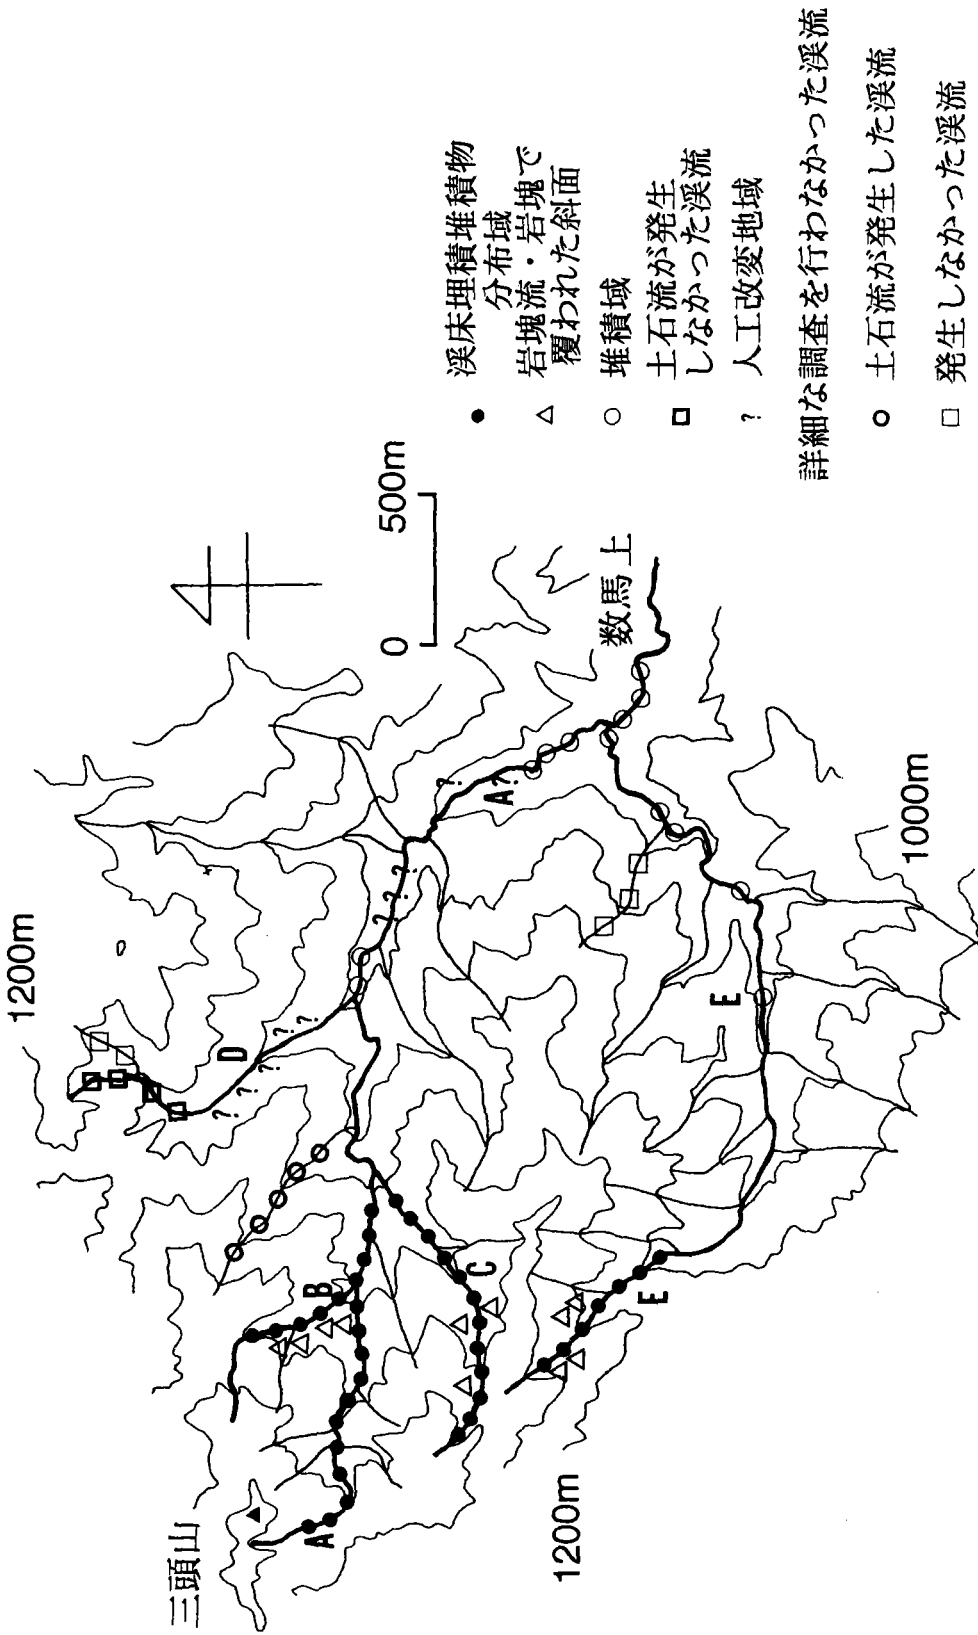 三頭山
1200m
1200m
1000m
数馬上
0 500m
A
B
C
D
E
E
A
渓床埋積堆積物
分布域
岩塊流・岩塊で
覆われた斜面
堆積域
土石流が発生
しなかった渓流
? 人工改変地域
詳細な調査を行わなかった渓流
土石流が発生した渓流
発生しなかった渓流